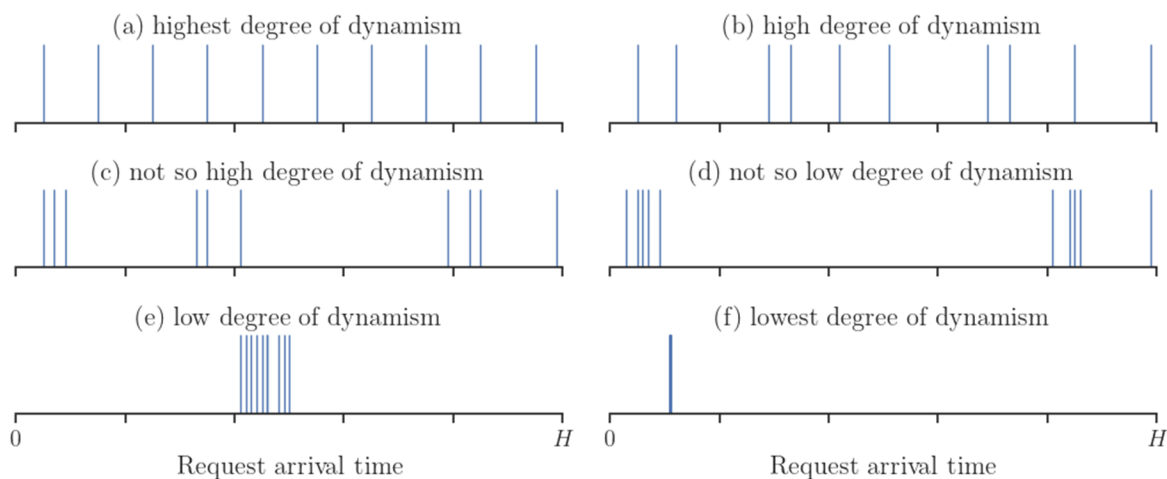 (a) highest degree of dynamism
(b) high degree of dynamism
(c) not so high degree of dynamism
(d) not so low degree of dynamism
(e) low degree of dynamism
(f) lowest degree of dynamism
0
H
0
H
Request arrival time
Request arrival time